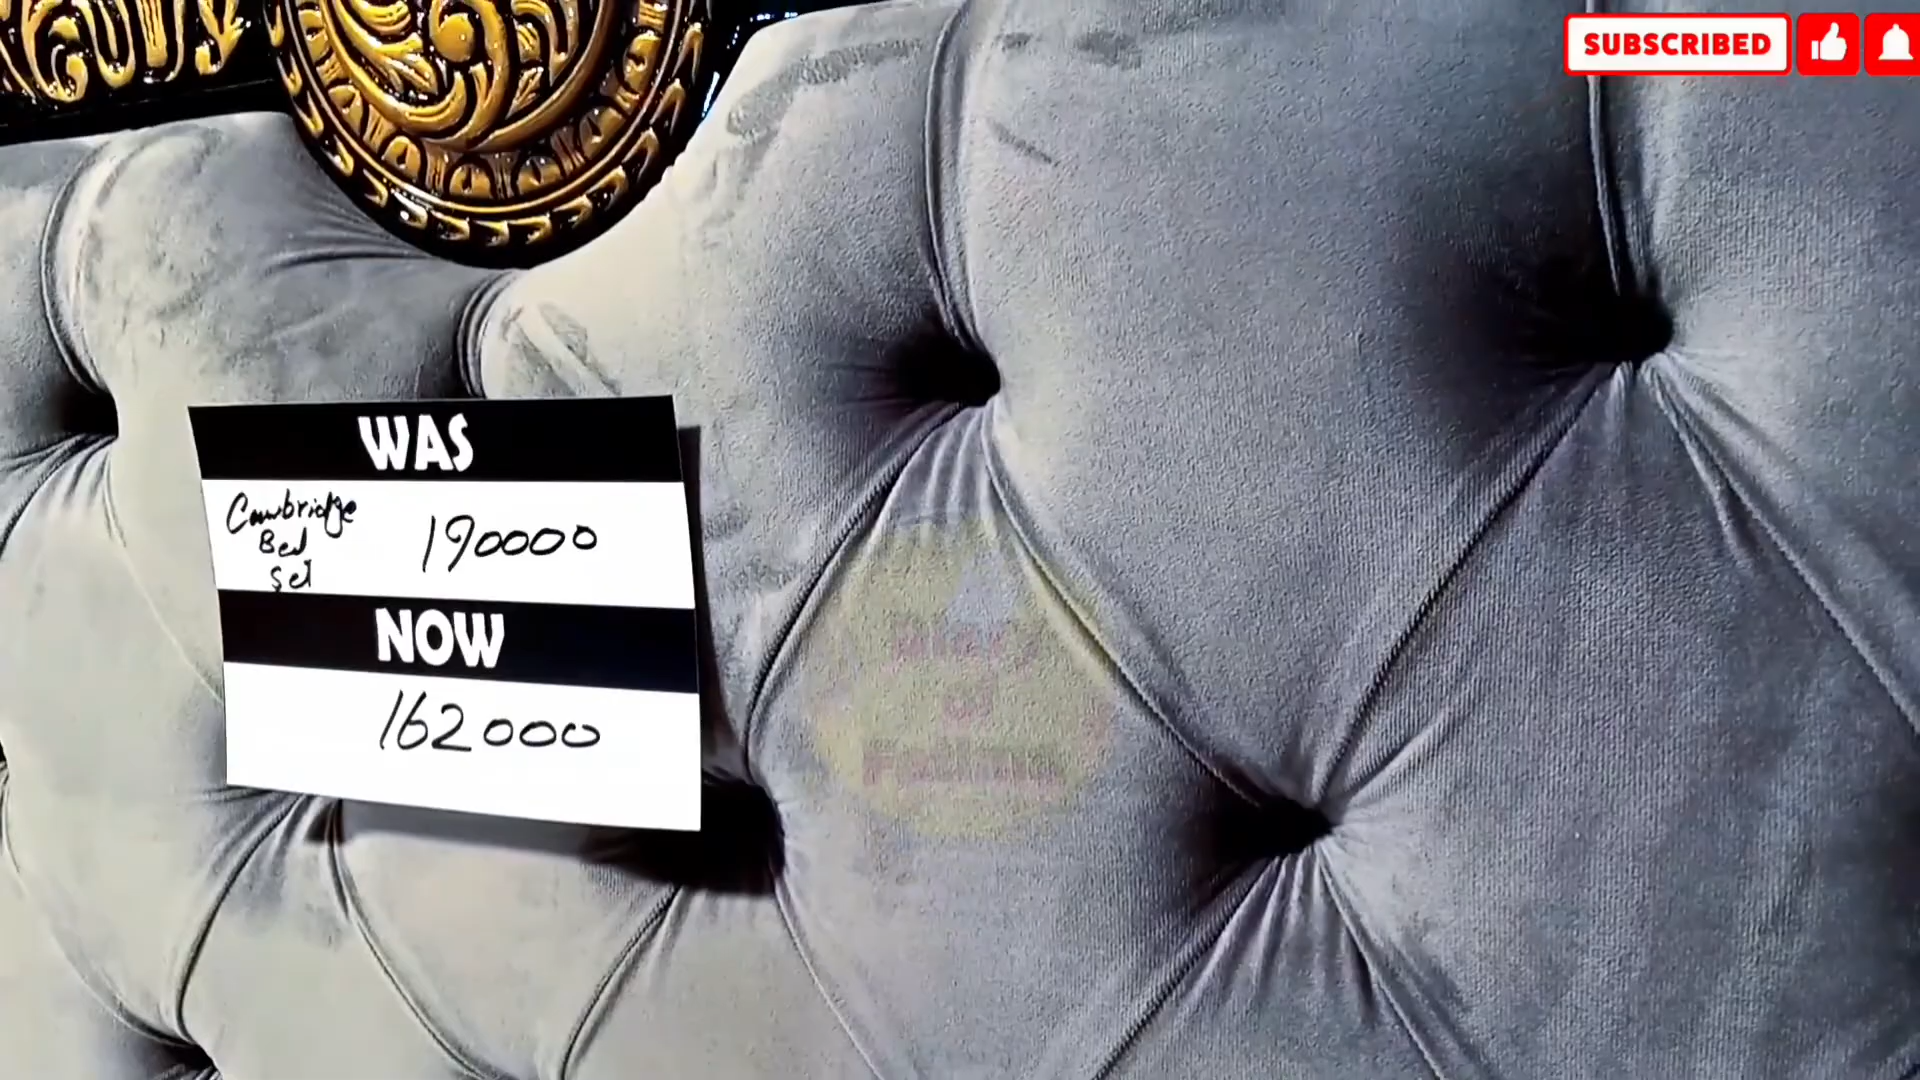 SUBSCRIBED
WAS
Cambridge
Bed
Set
190000
NOW
162000